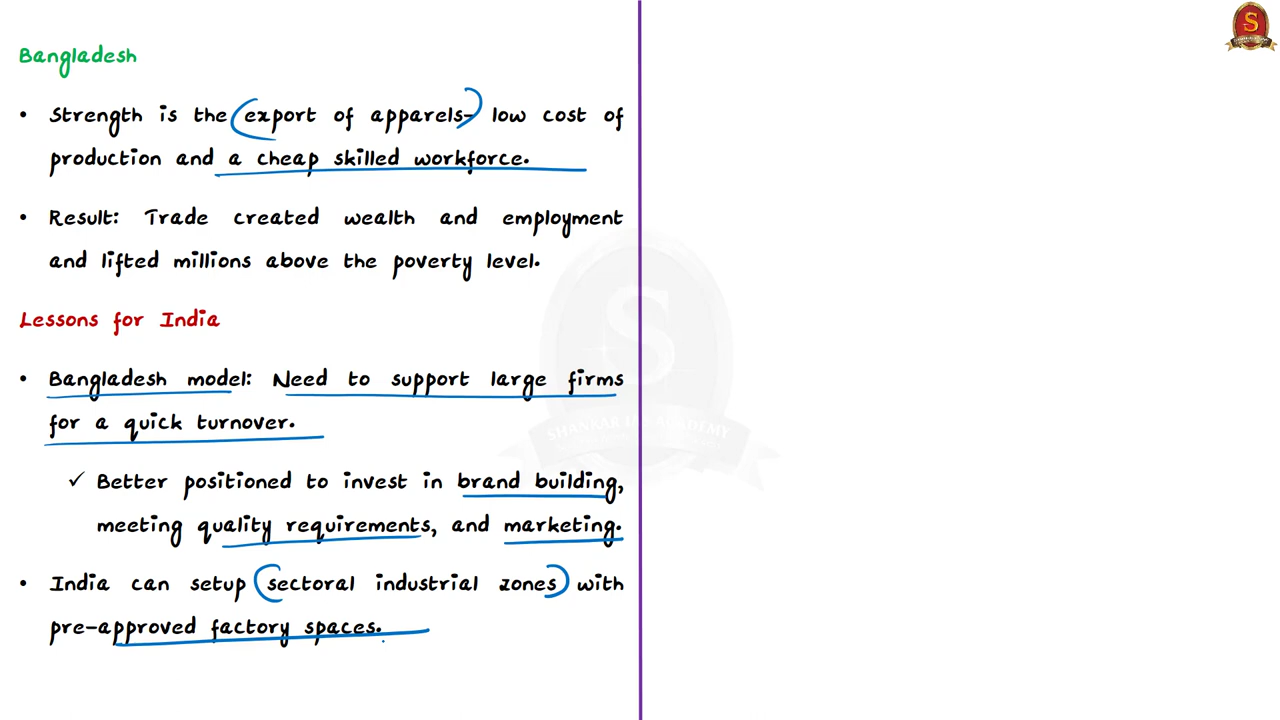 Bangladesh
• Strength is the export of apparels- low cost of
production and a cheap skilled workforce.
• Result: Trade created wealth and employment
and lifted millions above the poverty level.
Lessons for India
• Bangladesh model: Need to support large firms
for a quick turnover.
✓ Better positioned to invest in brand building,
meeting quality requirements, and marketing.
• India can setup sectoral industrial zones with
pre-approved factory spaces.
S
S
SHANKAR IAS ACADEMY